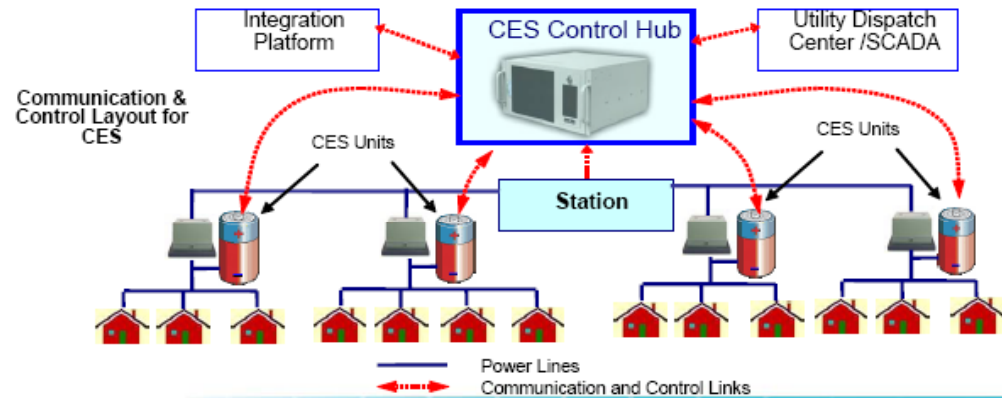 Integration
Platform
CES Control Hub
Utility Dispatch
Center /SCADA
Communication &
Control Layout for
CES
CES Units
CES Units
Station
Power Lines
Communication and Control Links